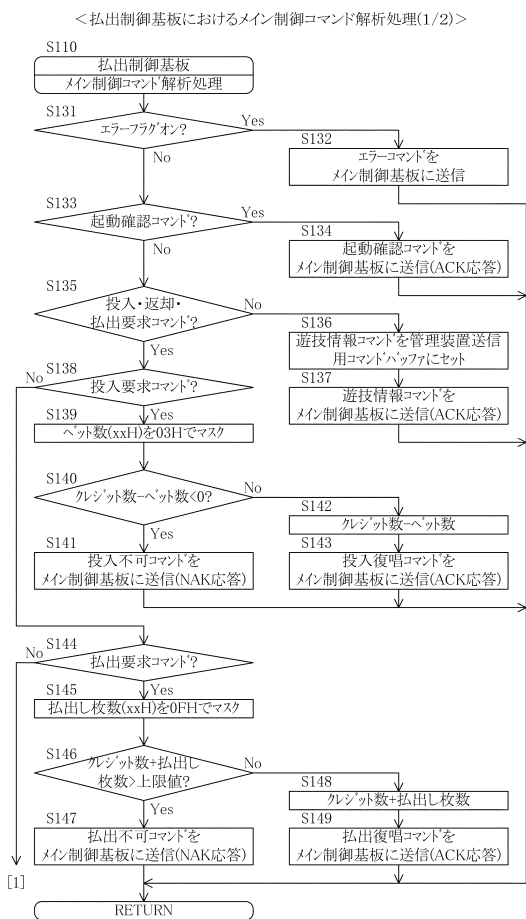 ＜払出制御基板におけるメイン制御コマンド解析処理(1/2)＞
S110
払出制御基板
メイン制御コマンド解析処理
S131
エラーフラグオン?
Yes
No
S132
エラーコマンドを
メイン制御基板に送信
S133
起動確認コマンド?
Yes
No
S134
起動確認コマンドを
メイン制御基板に送信(ACK応答)
S135
投入・返却・
払出要求コマンド?
No
Yes
S136
遊技情報コマンドを管理装置送信
用コマンドバッファにセット
S137
遊技情報コマンドを
メイン制御基板に送信(ACK応答)
S138
No
投入要求コマンド?
Yes
S139
ベット数(xxH)を03Hでマスク
S140
クレジット数−ベット数<0?
No
Yes
S142
クレジット数−ベット数
S141
投入不可コマンドを
メイン制御基板に送信(NAK応答)
S143
投入復唱コマンドを
メイン制御基板に送信(ACK応答)
S144
No
払出要求コマンド?
Yes
S145
払出し枚数(xxH)を0FHでマスク
S146
クレジット数+払出し
枚数>上限値?
No
Yes
S148
クレジット数+払出し枚数
S147
払出不可コマンドを
メイン制御基板に送信(NAK応答)
S149
払出復唱コマンドを
メイン制御基板に送信(ACK応答)
[1]
RETURN